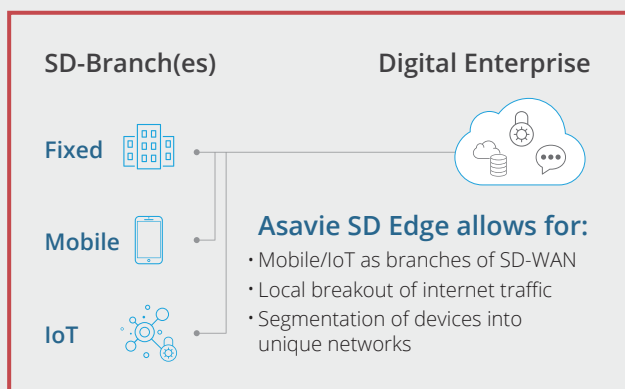 SD-Branch(es)
Digital Enterprise
Fixed
Mobile
IoT
Asavie SD Edge allows for:
· Mobile/IoT as branches of SD-WAN
· Local breakout of internet traffic
· Segmentation of devices into
unique networks